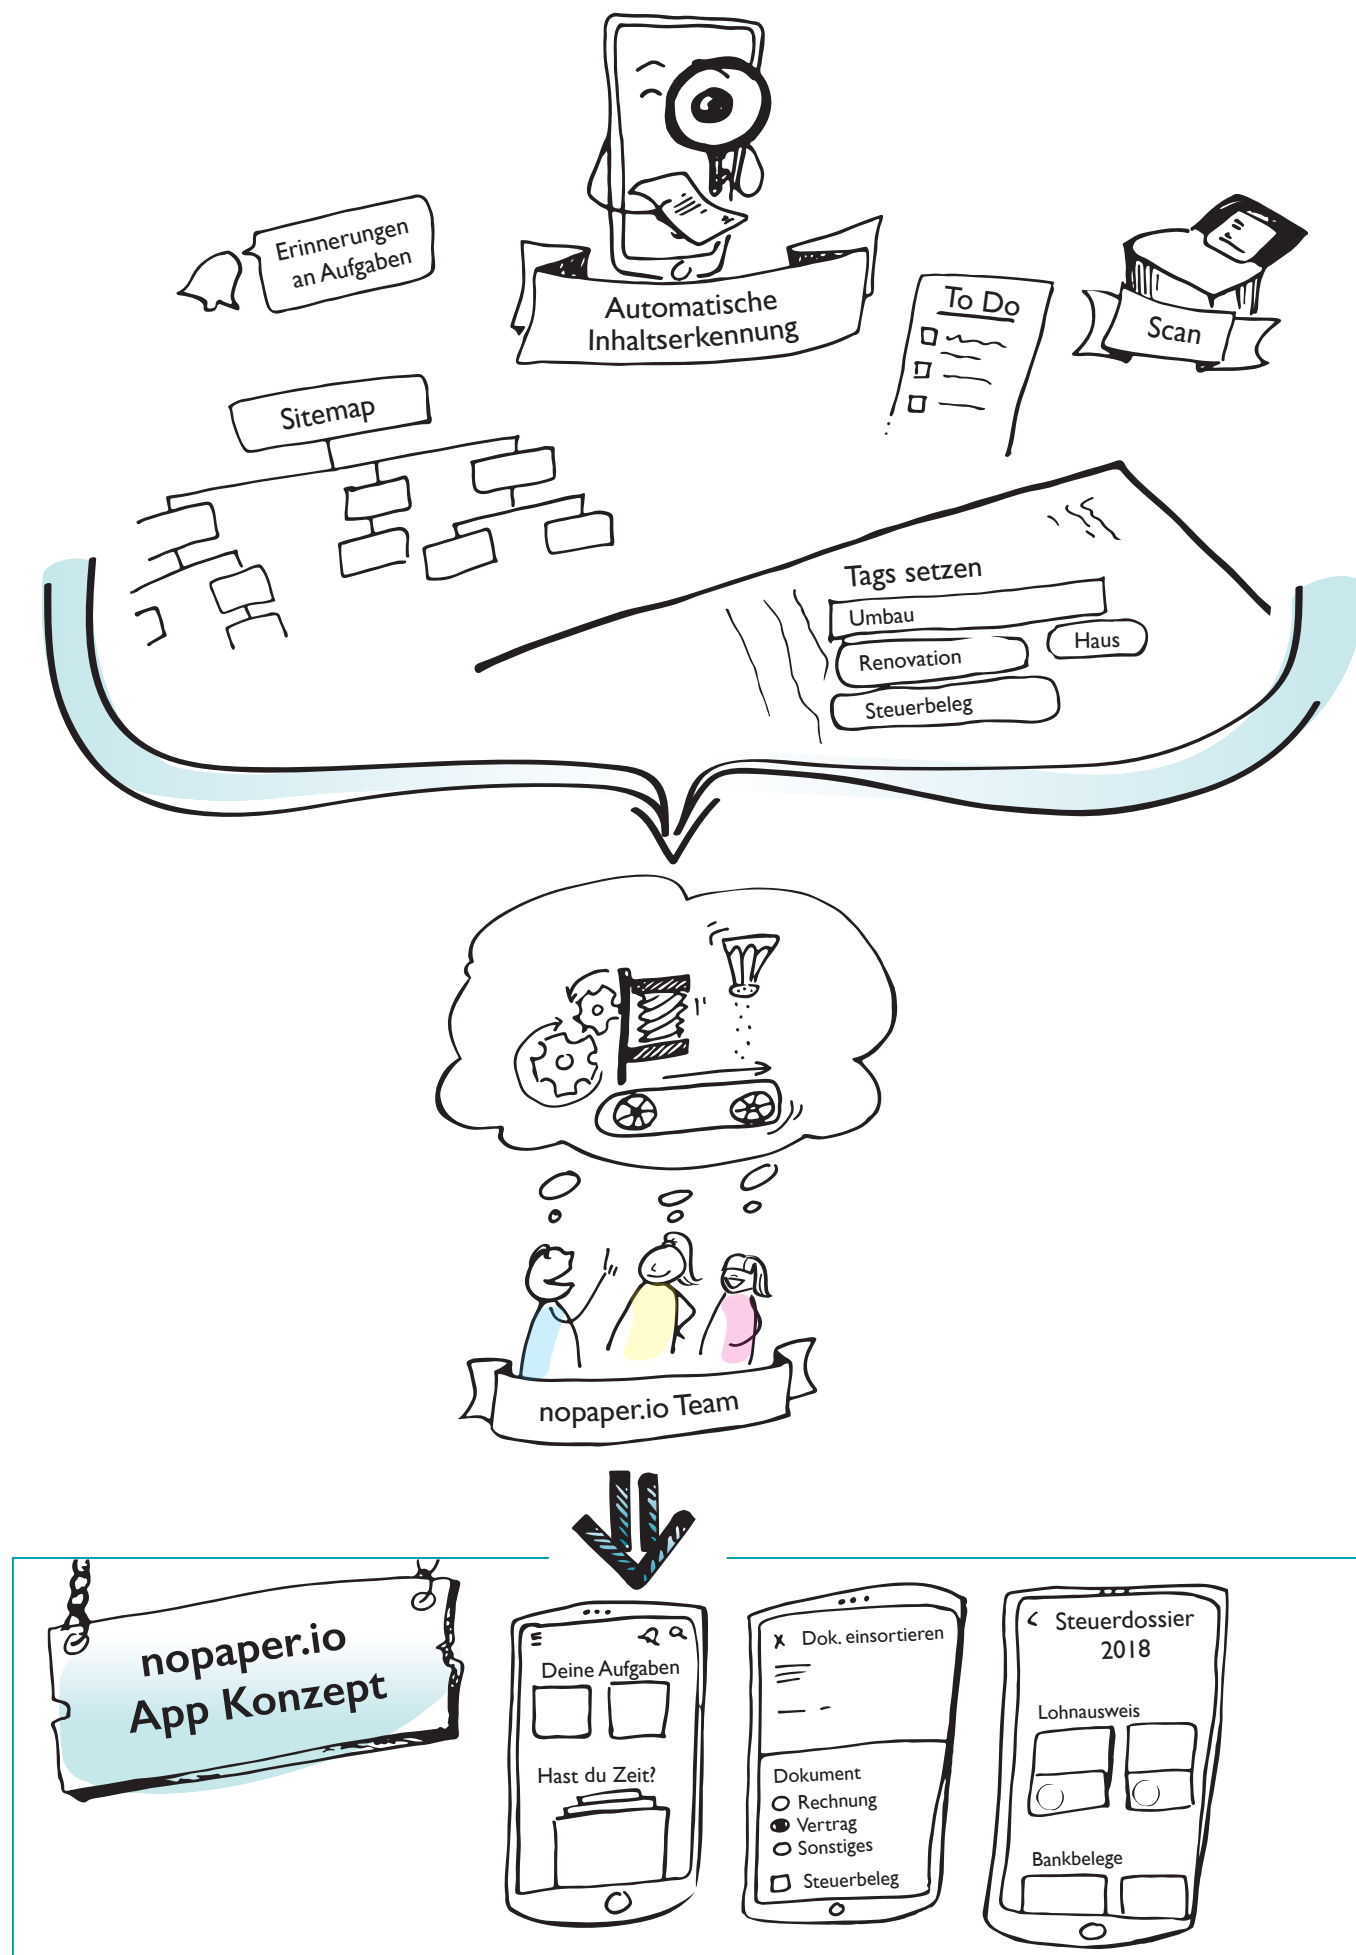 Erinnerungen
an Aufgaben
Automatische
Inhaltserkennung
To Do
Scan
Sitemap
Tags setzen
Umbau
Renovation
Haus
Steuerbeleg
nopaper.io Team
nopaper.io
App Konzept
Deine Aufgaben
Hast du Zeit?
x Dok. einsortieren
Dokument
Rechnung
Vertrag
Sonstiges
Steuerbeleg
< Steuerdossier
2018
Lohnausweis
Bankbelege